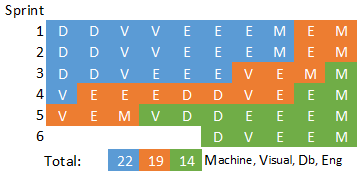 Sprint
1 D D V V E E E M E M
2 D D V V E E E M E M
3 D D V E E E V E M M
4 V E E E D D V E E M
5 V E M V D D E E E M
6 D V E E M
Total: 22 19 14 Machine, Visual, Db, Eng